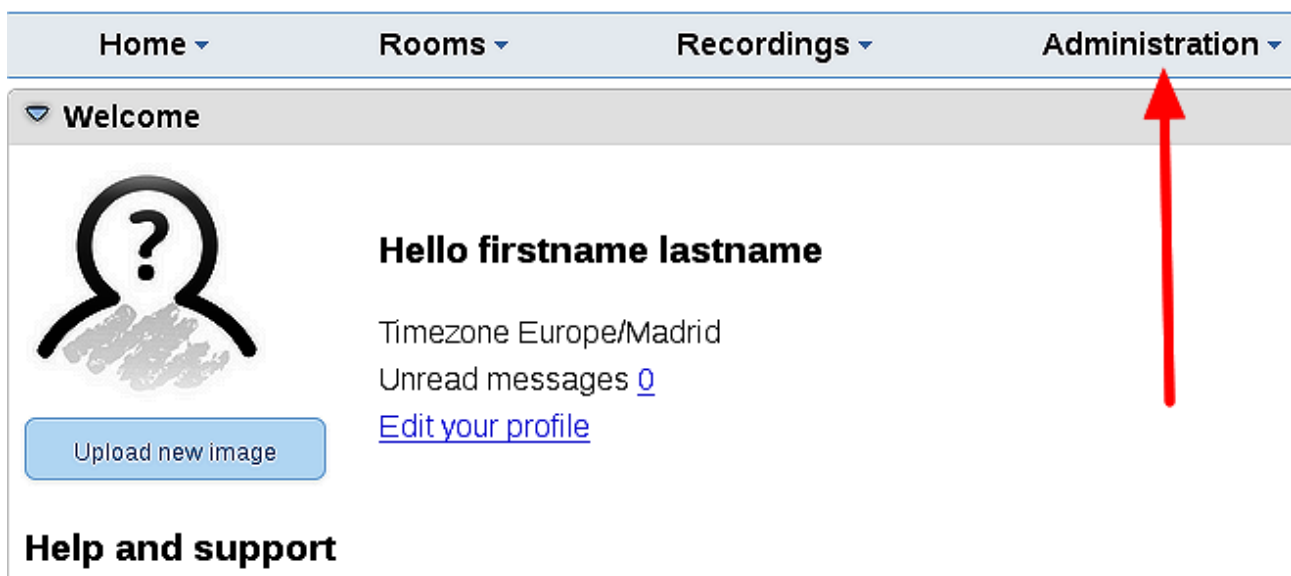 Home Rooms Recordings Administration
Welcome
?
Hello firstname lastname
Timezone Europe/Madrid
Unread messages 0
Edit your profile
Upload new image
Help and support